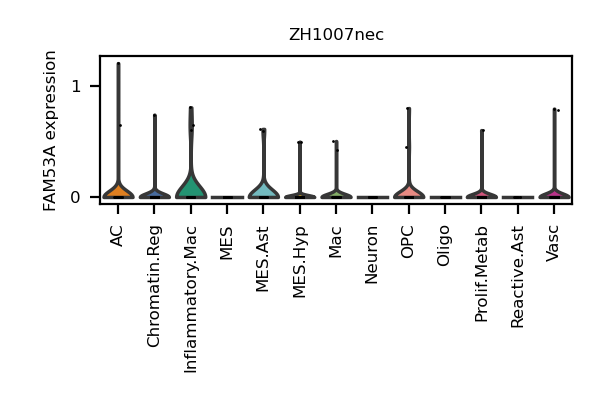 ZH1007nec
FAM53A expression
1
0
AC
Chromatin.Reg
Inflammatory.Mac
MES
MES.Ast
MES.Hyp
Mac
Neuron
OPC
Oligo
Prolif.Metab
Reactive.Ast
Vasc